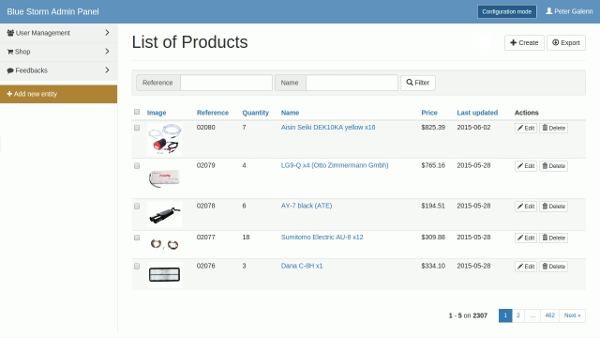 Blue Storm Admin Panel
Configuration mode
Peter Galenn
User Management
Shop
Feedbacks
+ Add new entity
List of Products
+ Create
Export
Reference
Name
Filter
Image Reference Quantity Name Price Last updated Actions
02080 7 Aisin Seiki DEK10KA yellow x16 $825.39 2015-06-02 Edit Delete
02079 4 LG9-Q x4 (Otto Zimmermann Gmbh) $765.16 2015-05-28 Edit Delete
02078 6 AY-7 black (ATE) $194.51 2015-05-28 Edit Delete
02077 18 Sumitomo Electric AU-8 x12 $309.88 2015-05-28 Edit Delete
02076 3 Dana C-8H x1 $334.10 2015-05-28 Edit Delete
1 - 5 on 2307
1 2 ... 462 Next »